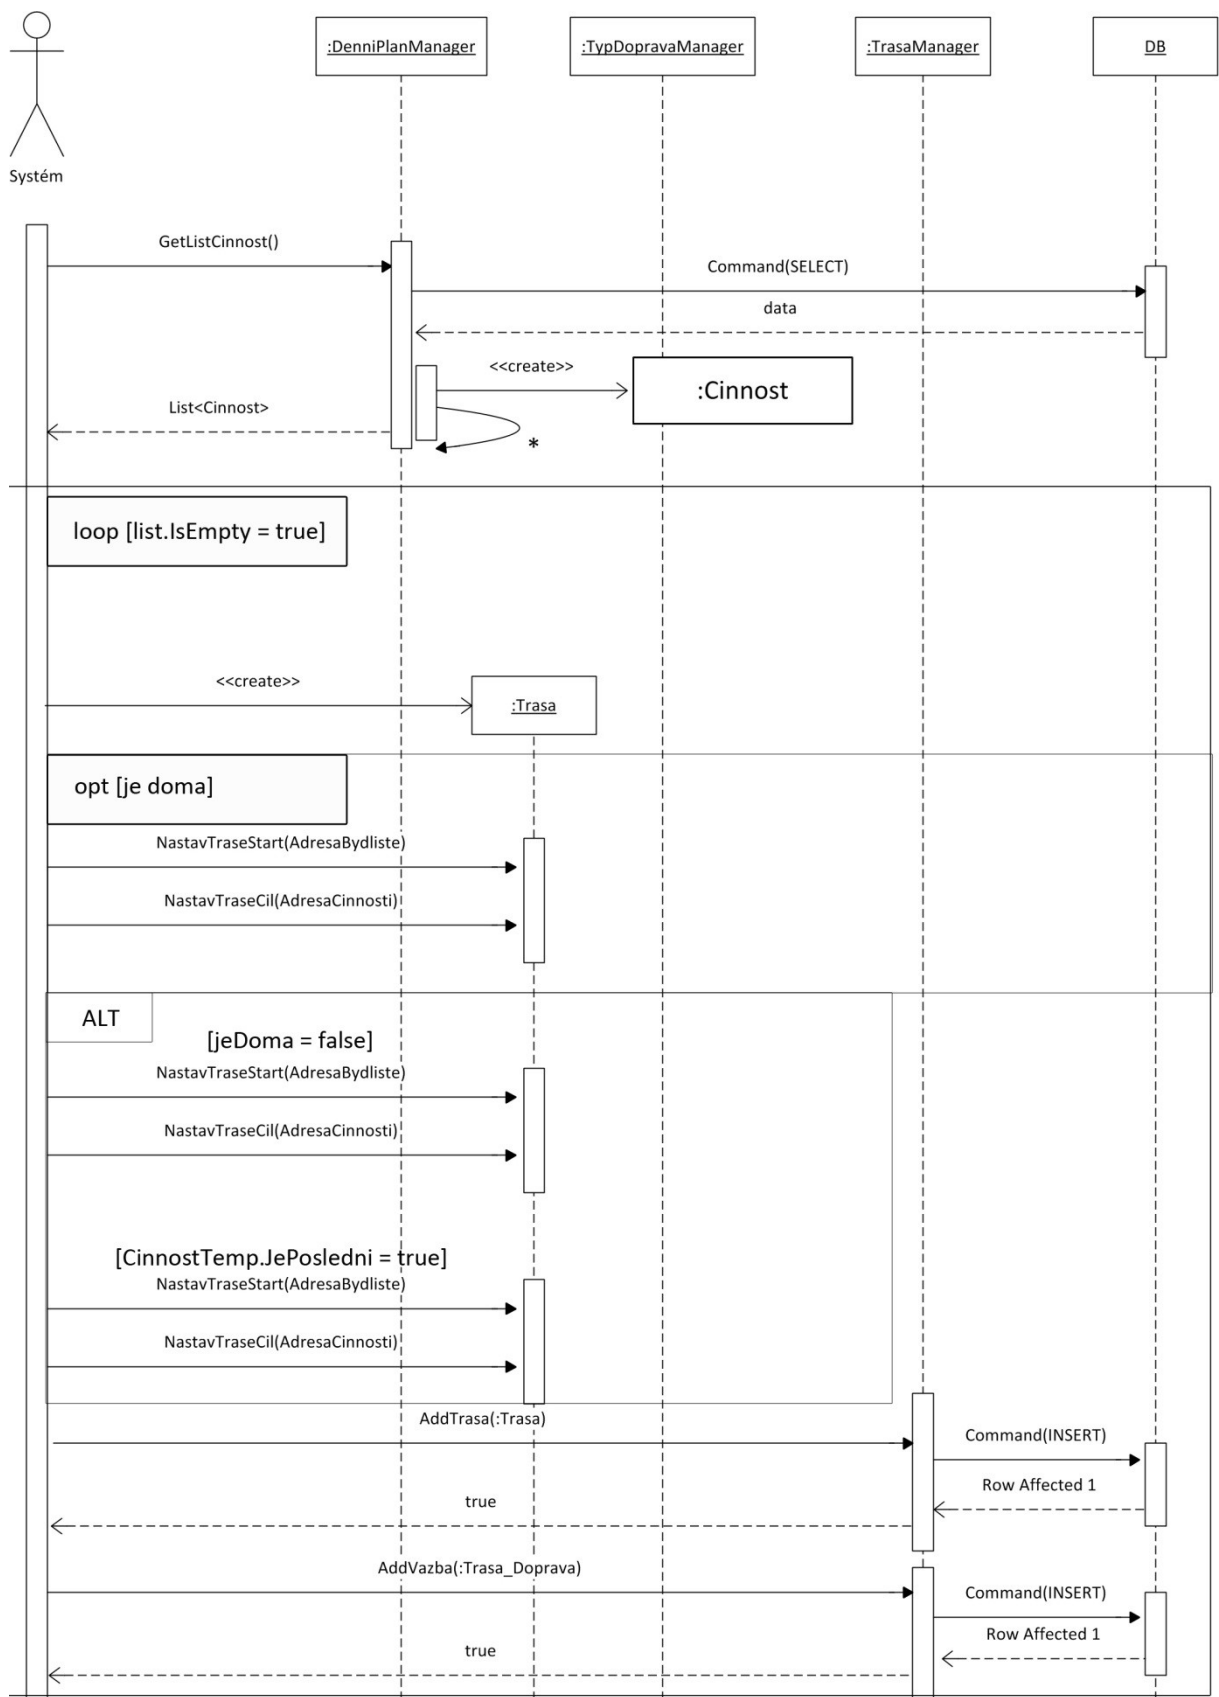 :DenniPlanManager
:TypDopravaManager
:TrasaManager
DB
Systém
GetListCinnost()
Command(SELECT)
data
<<create>>
:Cinnost
List<Cinnost>
*
loop [list.IsEmpty = true]
<<create>>
:Trasa
opt [je doma]
NastavTraseStart(AdresaBydliste)
NastavTraseCil(AdresaCinnosti)
ALT
[jeDoma = false]
NastavTraseStart(AdresaBydliste)
NastavTraseCil(AdresaCinnosti)
[CinnostTemp.JePosledni = true]
NastavTraseStart(AdresaBydliste)
NastavTraseCil(AdresaCinnosti)
AddTrasa(:Trasa)
Command(INSERT)
Row Affected 1
true
AddVazba(:Trasa_Doprava)
Command(INSERT)
Row Affected 1
true